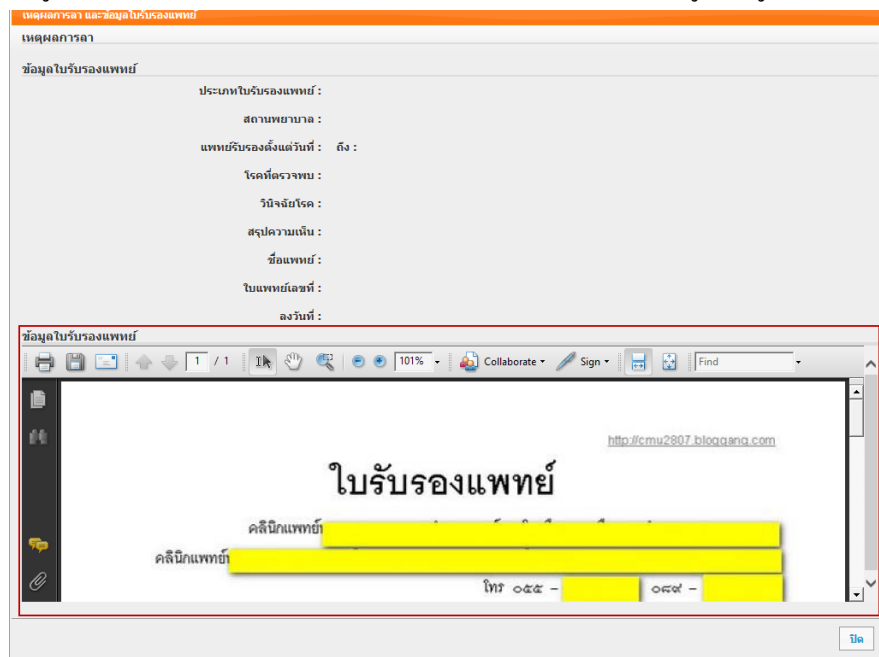 เหตุผลการลา และข้อมูลใบรับรองแพทย์
เหตุผลการลา
ข้อมูลใบรับรองแพทย์
ประเภทใบรับรองแพทย์ :
สถานพยาบาล :
แพทย์รับรองตั้งแต่วันที่ : ถึง :
โรคที่ตรวจพบ :
วินิจฉัยโรค :
สรุปความเห็น :
ชื่อแพทย์ :
ใบแพทย์เลขที่ :
ลงวันที่ :
ข้อมูลใบรับรองแพทย์
1 / 1 101% Collaborate Sign Find
http://cmu2807.bloggang.com
ใบรับรองแพทย์
คลินิกแพทย์
คลินิกแพทย์
โทร ๐๕๕ – ๐๘๙ –
ปิด